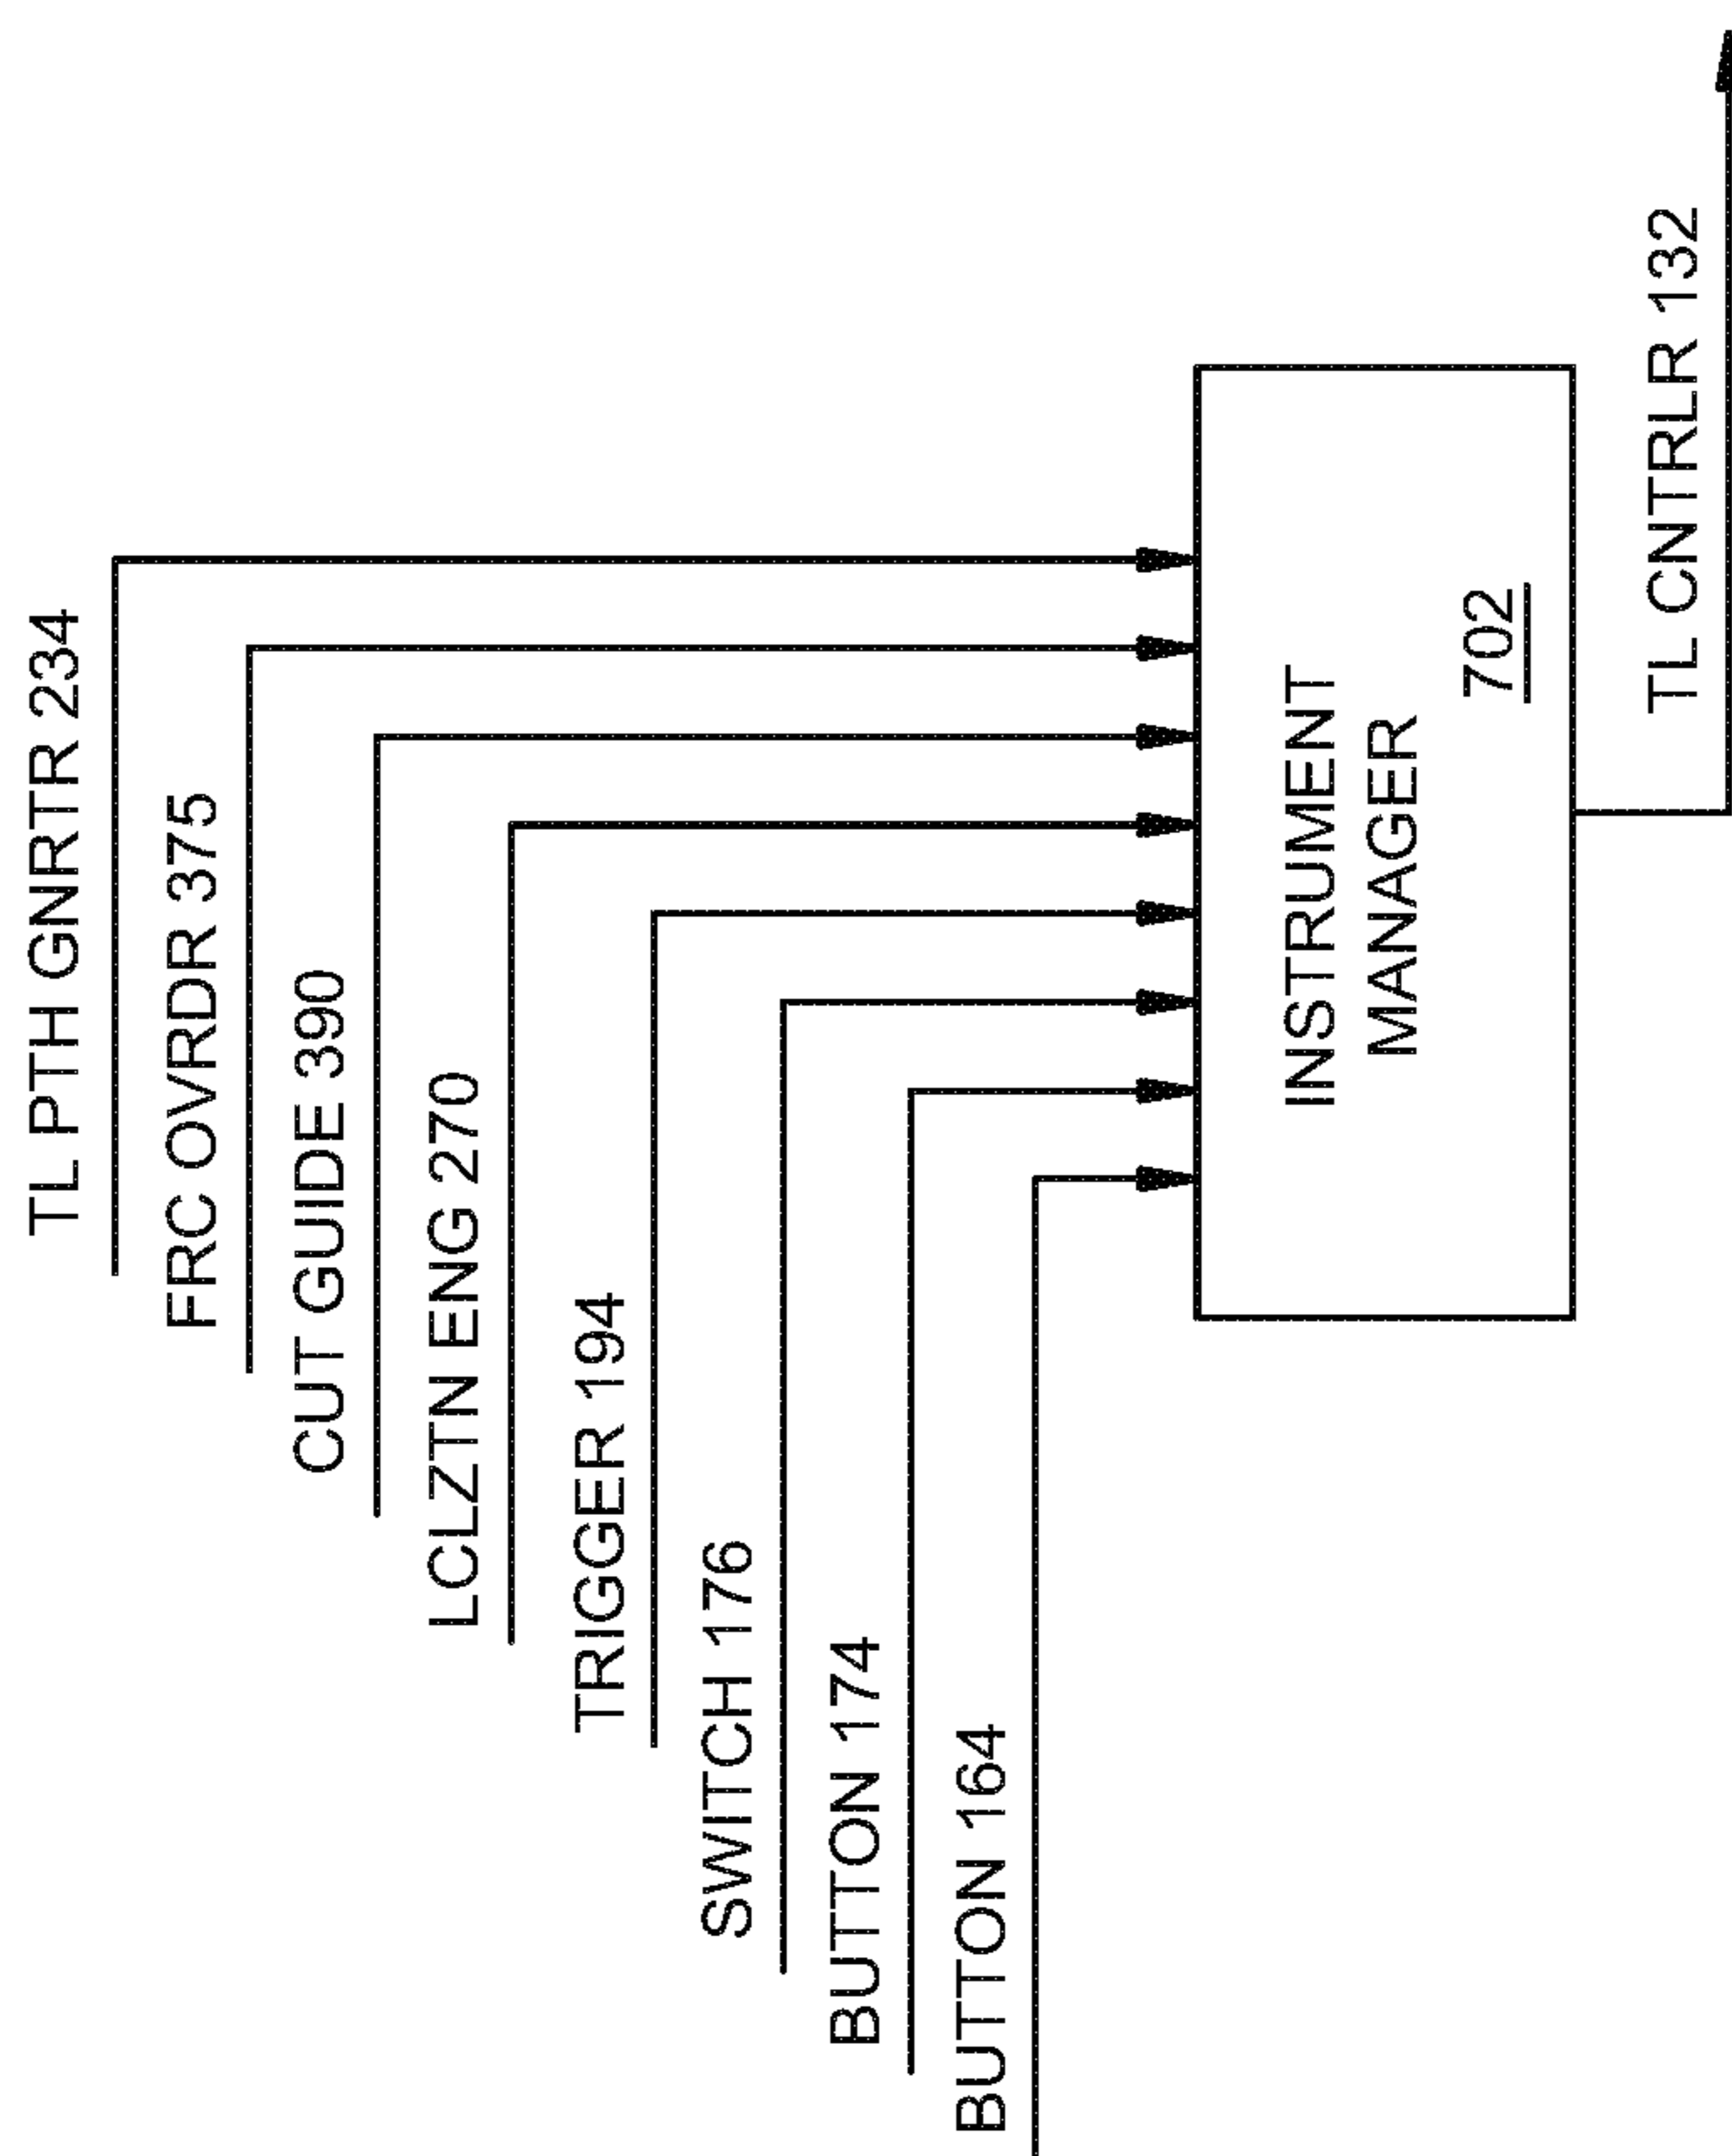 TL PTH GNRTR 234
FRC OVRDR 375
CUT GUIDE 390
LCLZTN ENG 270
TRIGGER 194
SWITCH 176
BUTTON 174
BUTTON 164
INSTRUMENT
MANAGER
702
TL CNTRLR 132